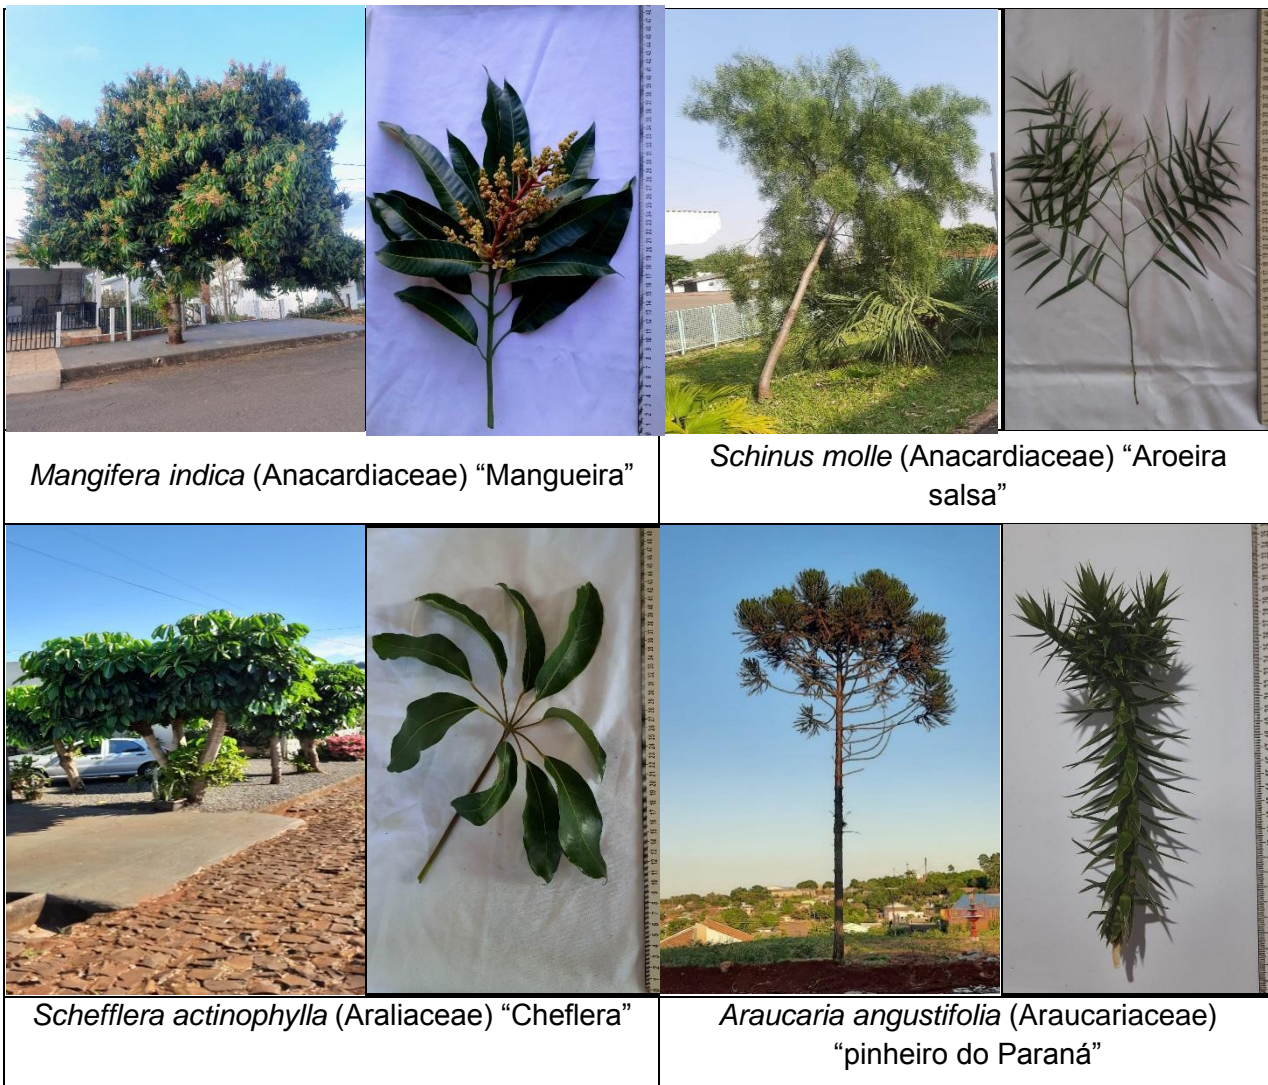 Mangifera indica (Anacardiaceae) “Mangueira”
Schinus molle (Anacardiaceae) “Aroeira
salsa”
Schefflera actinophylla (Araliaceae) “Cheflera”
Araucaria angustifolia (Araucariaceae)
“pinheiro do Paraná”